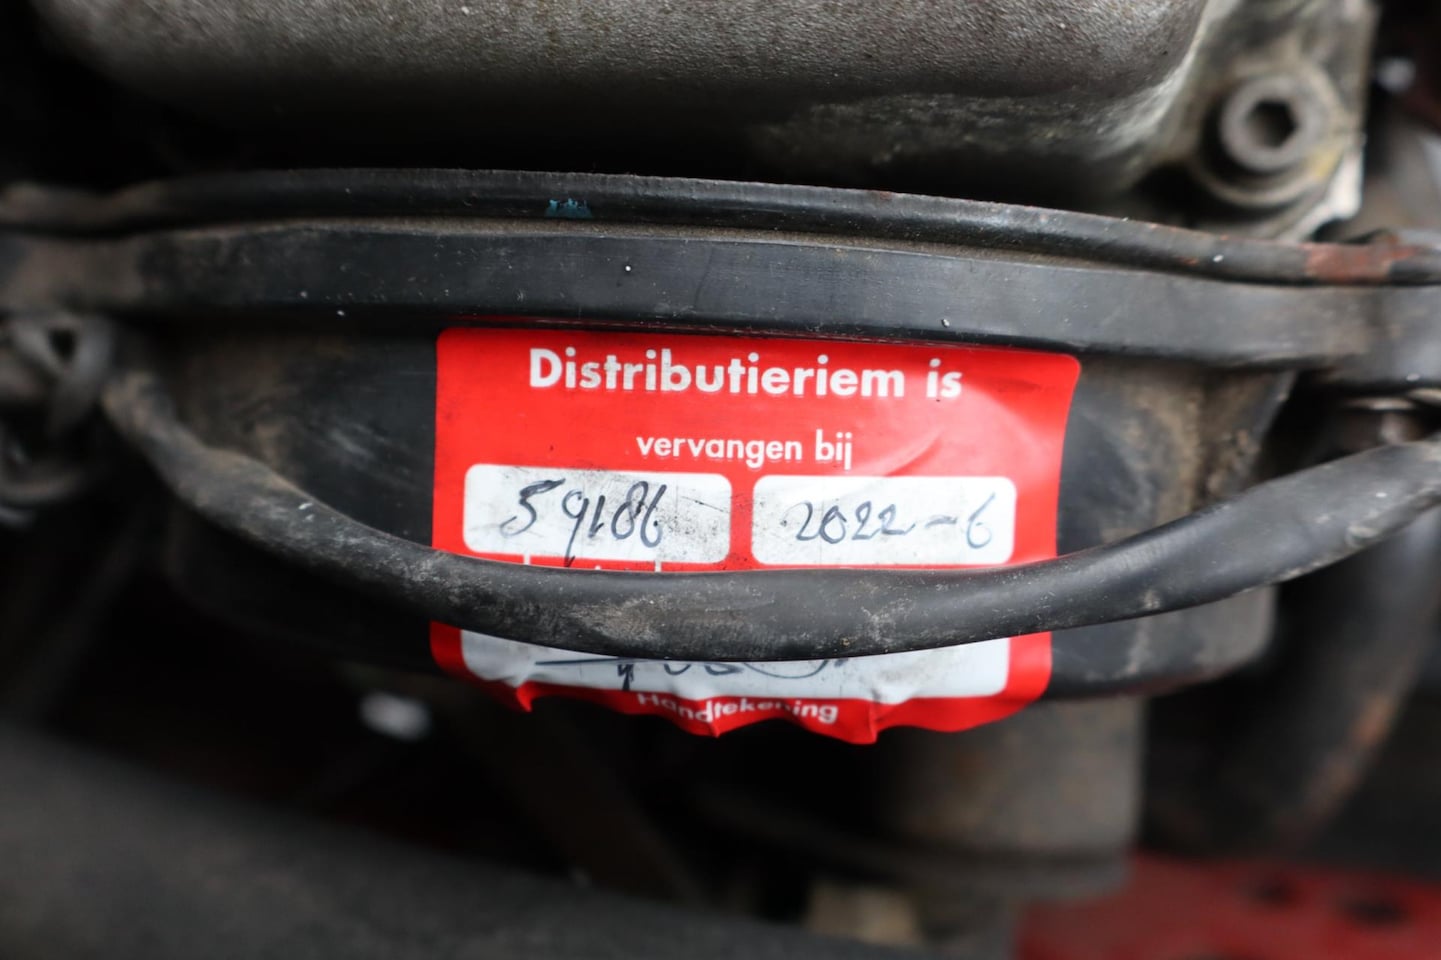 Distributieriem is
vervangen bij
59186 2022-6
Handtekening